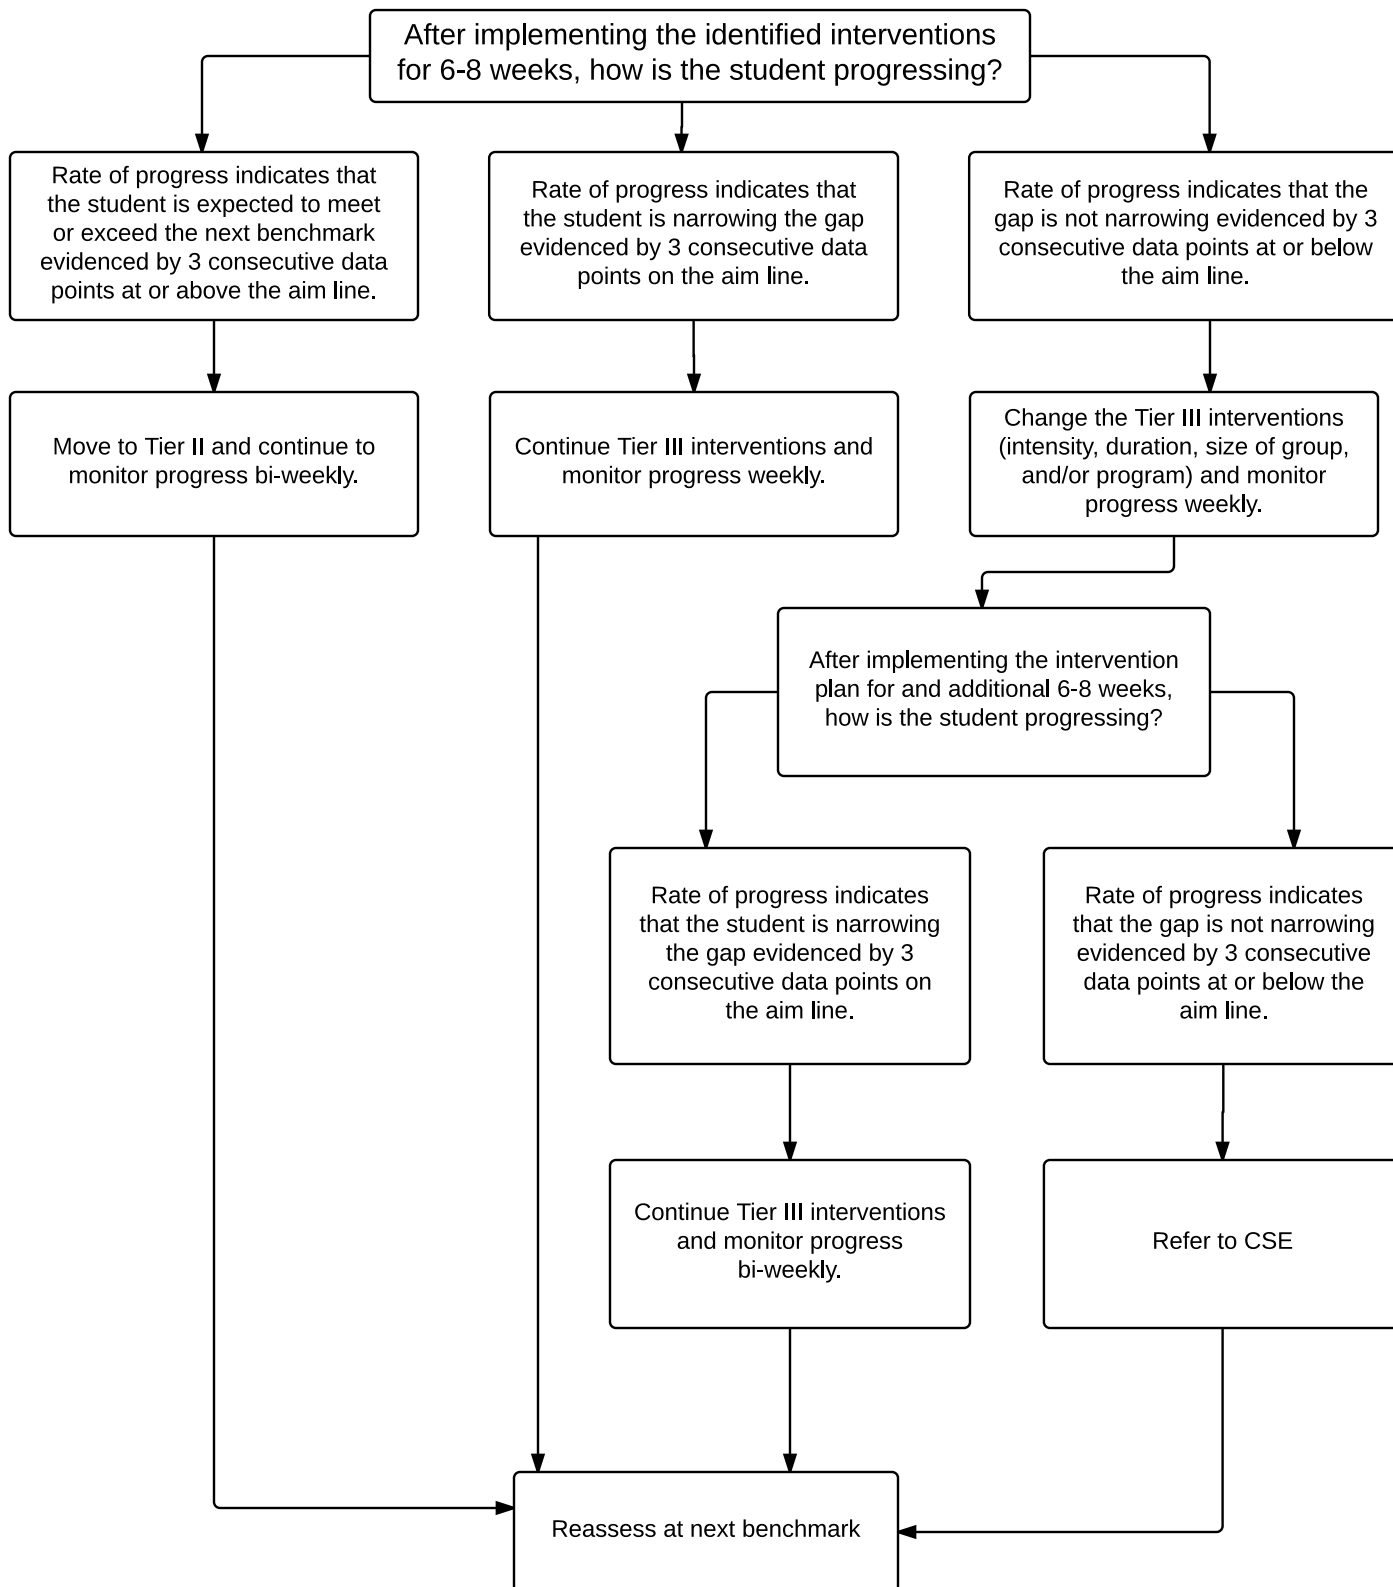 After implementing the identified interventions
for 6-8 weeks, how is the student progressing?
Rate of progress indicates that
the student is expected to meet
or exceed the next benchmark
evidenced by 3 consecutive data
points at or above the aim line.
Rate of progress indicates that
the student is narrowing the gap
evidenced by 3 consecutive data
points on the aim line.
Rate of progress indicates that the
gap is not narrowing evidenced by 3
consecutive data points at or below
the aim line.
Move to Tier II and continue to
monitor progress bi-weekly.
Continue Tier III interventions and
monitor progress weekly.
Change the Tier III interventions
(intensity, duration, size of group,
and/or program) and monitor
progress weekly.
After implementing the intervention
plan for and additional 6-8 weeks,
how is the student progressing?
Rate of progress indicates
that the student is narrowing
the gap evidenced by 3
consecutive data points on
the aim line.
Rate of progress indicates
that the gap is not narrowing
evidenced by 3 consecutive
data points at or below the
aim line.
Continue Tier III interventions
and monitor progress
bi-weekly.
Refer to CSE
Reassess at next benchmark